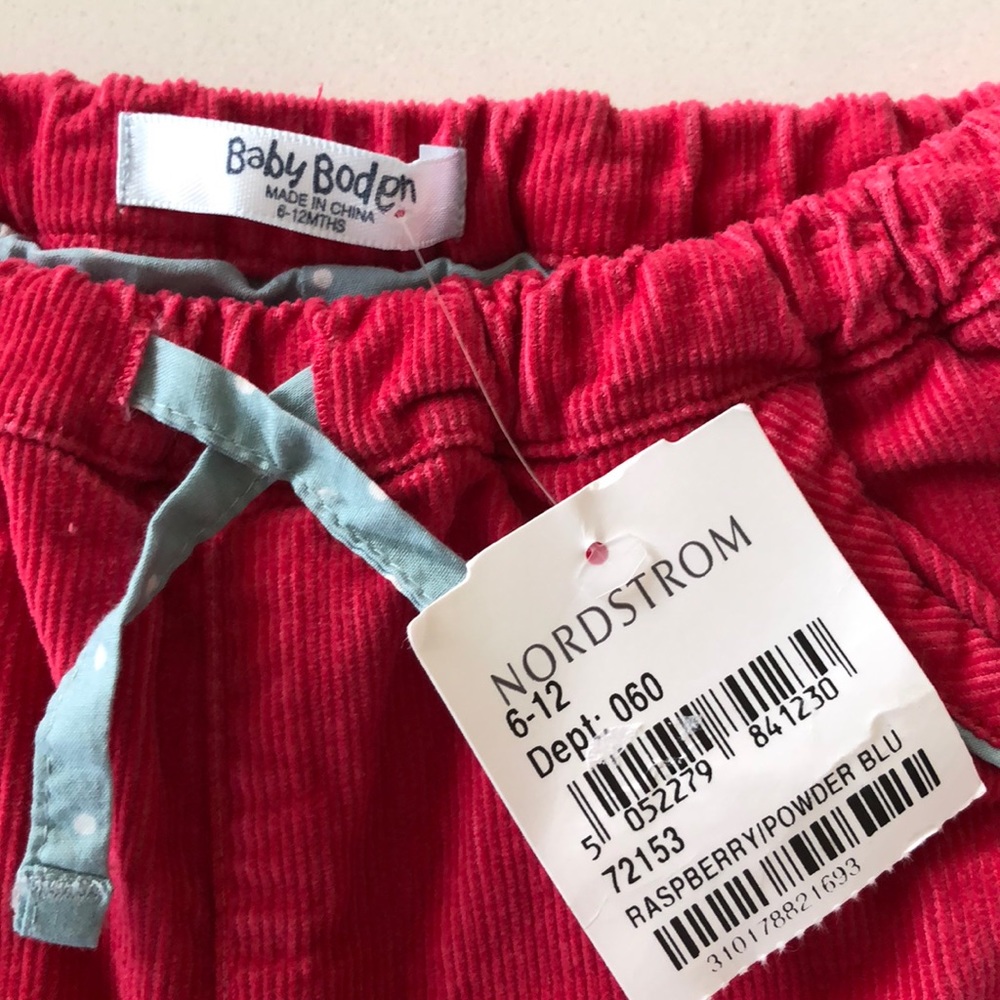 Baby Boden
MADE IN CHINA
6-12MTHS
NORDSTROM
6-12
Dept: 060
5 052279 841230
72153
RASPBERRY/POWDER BLU
310178821693